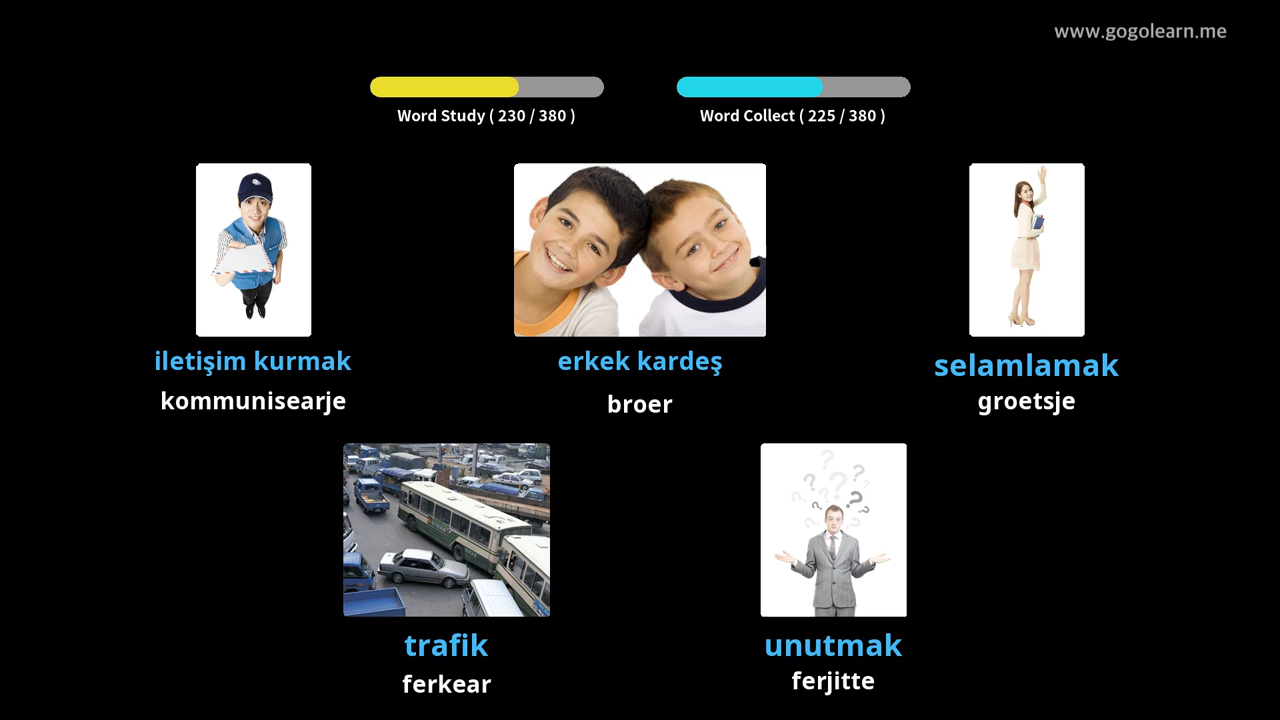 www.gogolearn.me
Word Study ( 230 / 380 )
Word Collect ( 225 / 380 )
iletişim kurmak
kommunisearje
erkek kardeş
broer
selamlamak
groetsje
trafik
ferkear
unutmak
ferjitte